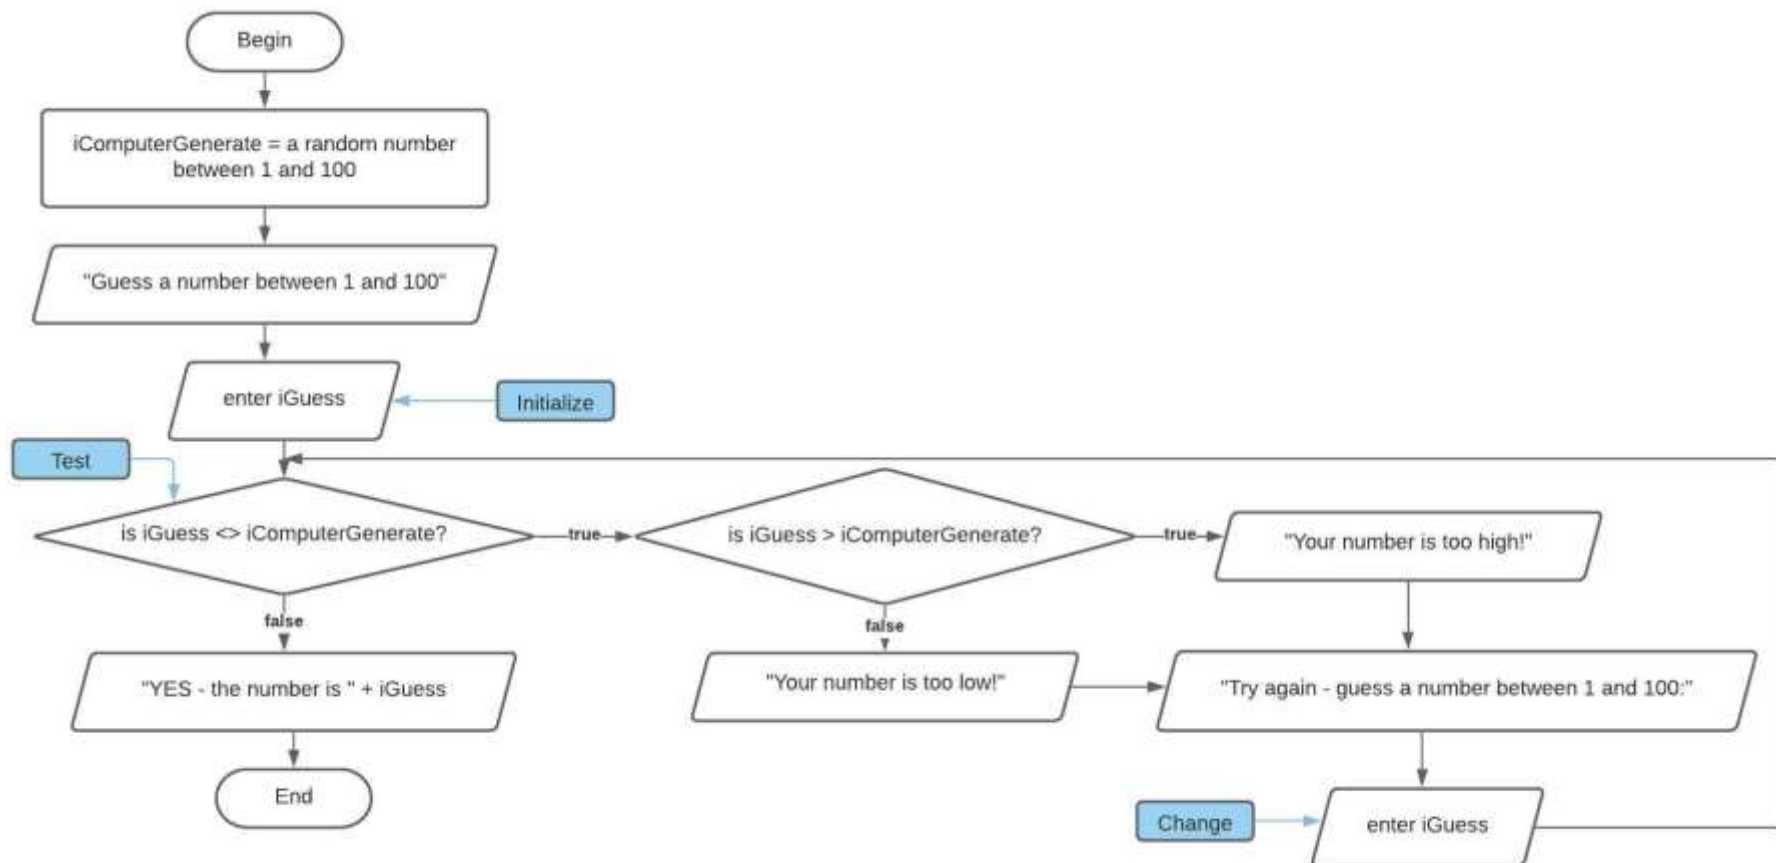 Begin
iComputerGenerate = a random number
between 1 and 100
"Guess a number between 1 and 100"
enter iGuess
Initialize
Test
is iGuess <> iComputerGenerate?
true
is iGuess > iComputerGenerate?
true
"Your number is too high!"
false
false
"YES - the number is " + iGuess
"Your number is too low!"
"Try again - guess a number between 1 and 100:"
End
Change
enter iGuess